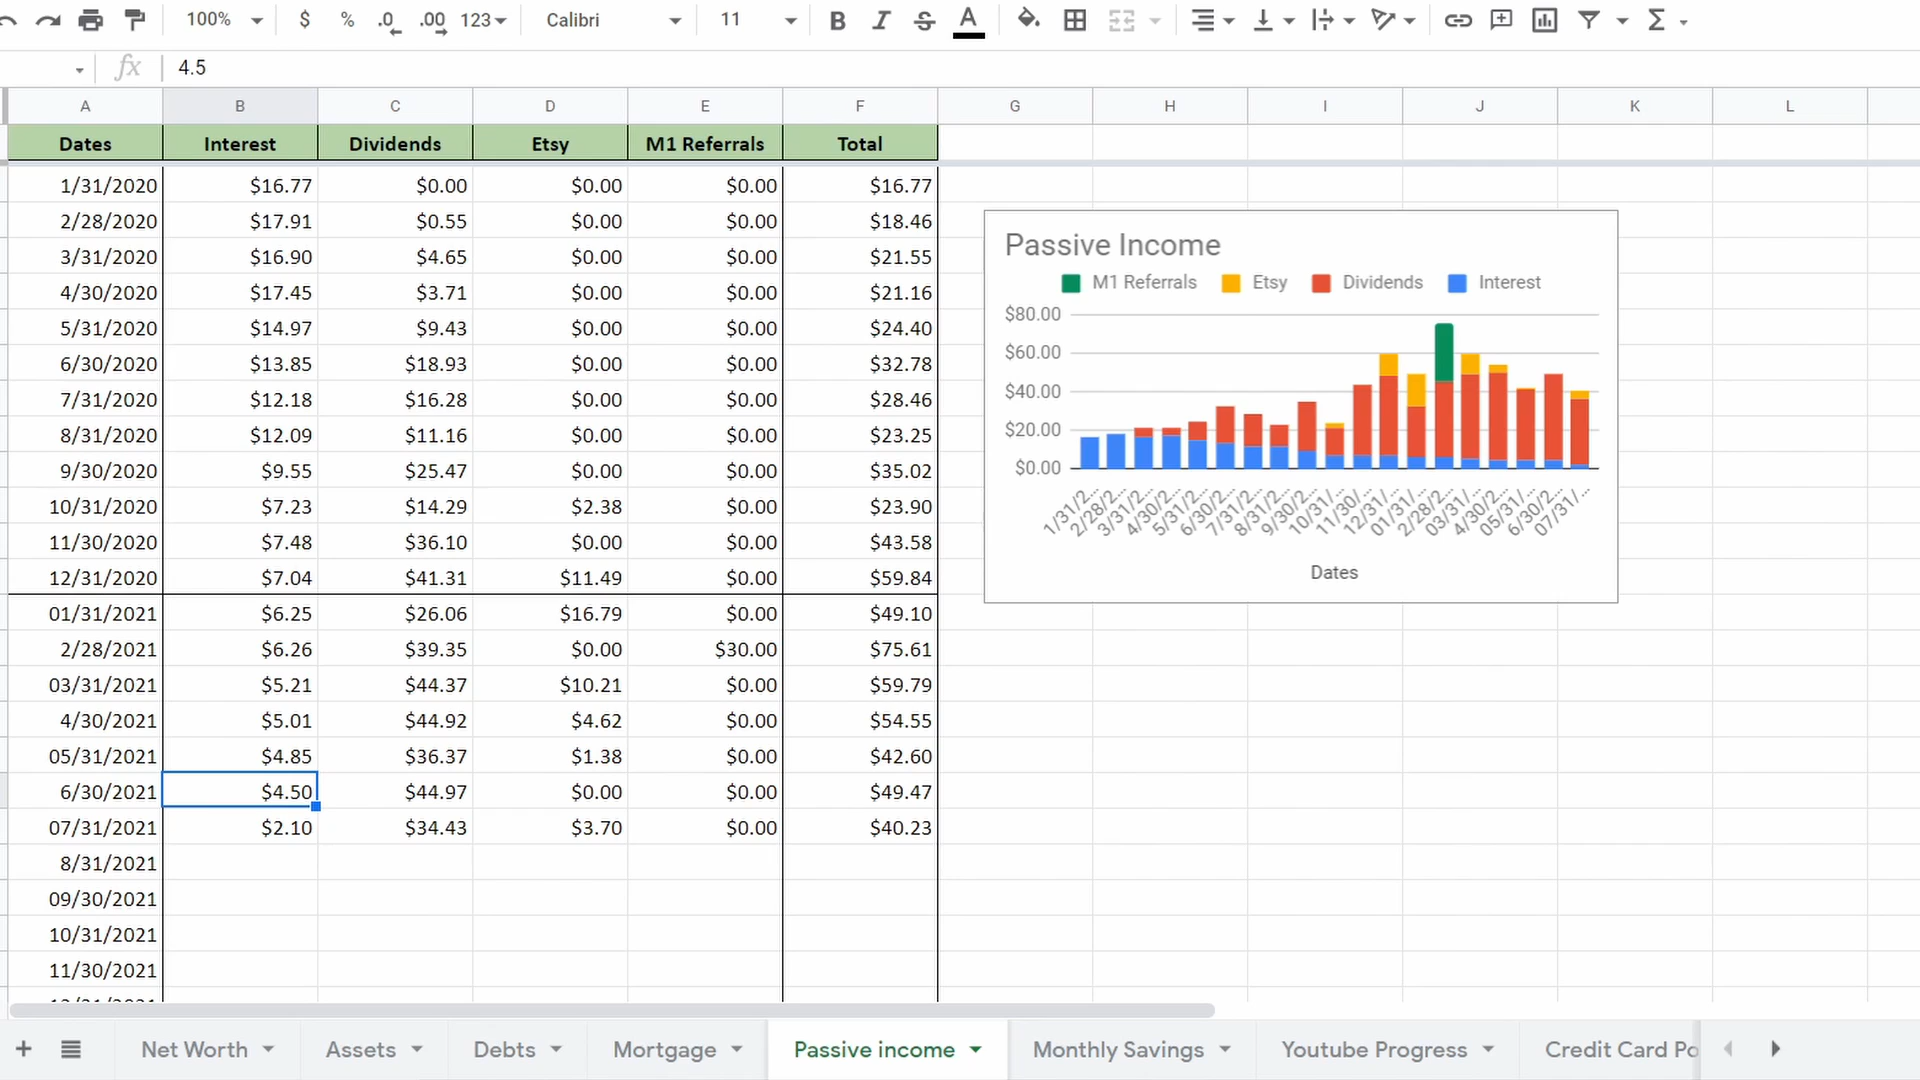 100% $ % .0 .00 123 Calibri 11 B I S A Σ
fx 4.5
A B C D E F G H I J K L
Dates Interest Dividends Etsy M1 Referrals Total
1/31/2020 $16.77 $0.00 $0.00 $0.00 $16.77
2/28/2020 $17.91 $0.55 $0.00 $0.00 $18.46
3/31/2020 $16.90 $4.65 $0.00 $0.00 $21.55
4/30/2020 $17.45 $3.71 $0.00 $0.00 $21.16
5/31/2020 $14.97 $9.43 $0.00 $0.00 $24.40
6/30/2020 $13.85 $18.93 $0.00 $0.00 $32.78
7/31/2020 $12.18 $16.28 $0.00 $0.00 $28.46
8/31/2020 $12.09 $11.16 $0.00 $0.00 $23.25
9/30/2020 $9.55 $25.47 $0.00 $0.00 $35.02
10/31/2020 $7.23 $14.29 $2.38 $0.00 $23.90
11/30/2020 $7.48 $36.10 $0.00 $0.00 $43.58
12/31/2020 $7.04 $41.31 $11.49 $0.00 $59.84
01/31/2021 $6.25 $26.06 $16.79 $0.00 $49.10
2/28/2021 $6.26 $39.35 $0.00 $30.00 $75.61
03/31/2021 $5.21 $44.37 $10.21 $0.00 $59.79
4/30/2021 $5.01 $44.92 $4.62 $0.00 $54.55
05/31/2021 $4.85 $36.37 $1.38 $0.00 $42.60
6/30/2021 $4.50 $44.97 $0.00 $0.00 $49.47
07/31/2021 $2.10 $34.43 $3.70 $0.00 $40.23
8/31/2021
09/30/2021
10/31/2021
11/30/2021
Passive Income
M1 Referrals Etsy Dividends Interest
$80.00
$60.00
$40.00
$20.00
$0.00
1/31/2... 2/28/2... 3/31/2... 4/30/2... 5/31/2... 6/30/2... 7/31/2... 8/31/2... 9/30/2... 10/31/... 11/30/... 12/31/... 01/31/... 2/28/2... 03/31/... 4/30/2... 05/31/... 6/30/2... 07/31/...
Dates
+ Net Worth Assets Debts Mortgage Passive income Monthly Savings Youtube Progress Credit Card Po